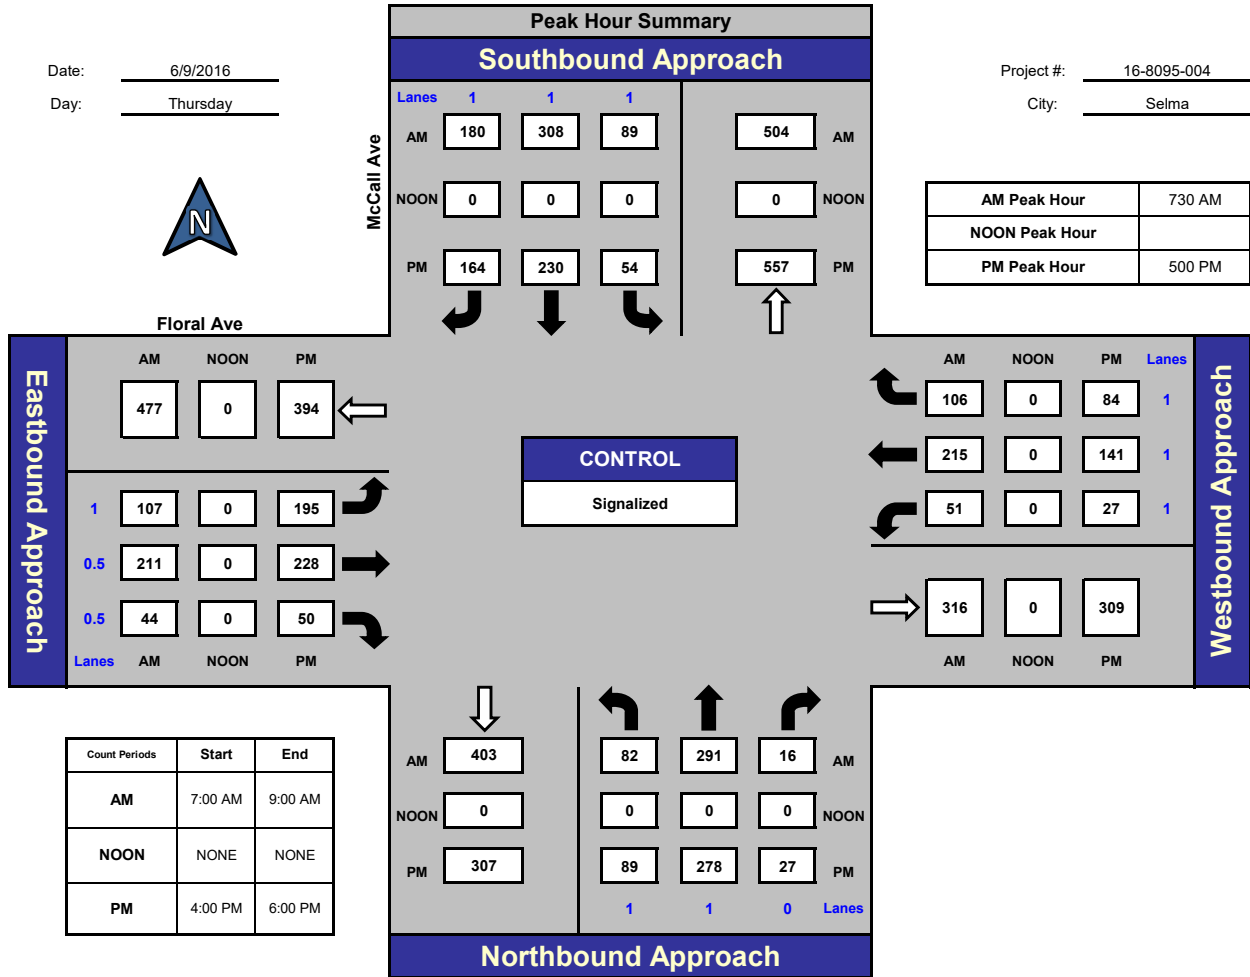 Peak Hour Summary
Southbound Approach
Date: 6/9/2016
Day: Thursday
Project #: 16-8095-004
City: Selma
N
McCall Ave
Lanes 1 1 1
AM 180 308 89 504 AM
NOON 0 0 0 0 NOON
PM 164 230 54 557 PM
AM Peak Hour 730 AM
NOON Peak Hour
PM Peak Hour 500 PM
Floral Ave
Eastbound Approach
AM NOON PM
477 0 394
1 107 0 195
0.5 211 0 228
0.5 44 0 50
Lanes AM NOON PM
CONTROL
Signalized
AM NOON PM Lanes
106 0 84 1
215 0 141 1
51 0 27 1
316 0 309
AM NOON PM
Westbound Approach
Count Periods Start End
AM 7:00 AM 9:00 AM
NOON NONE NONE
PM 4:00 PM 6:00 PM
AM 403 82 291 16 AM
NOON 0 0 0 0 NOON
PM 307 89 278 27 PM
1 1 0 Lanes
Northbound Approach